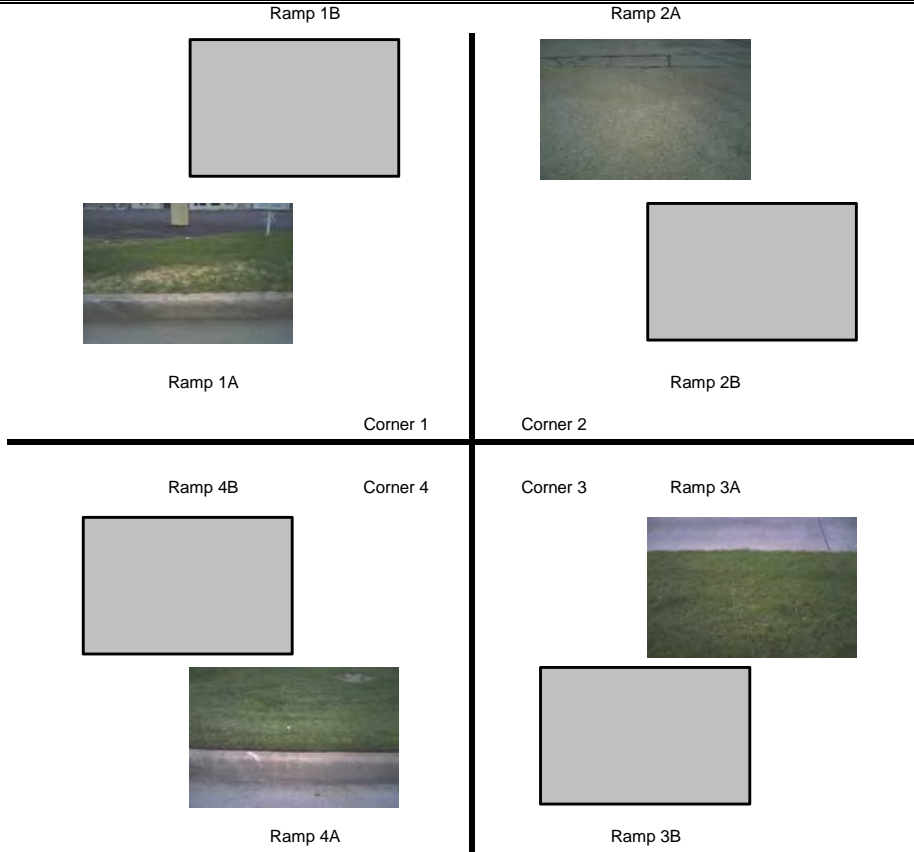 Ramp 1B
Ramp 2A
Ramp 1A
Ramp 2B
Corner 1
Corner 2
Ramp 4B
Corner 4
Corner 3
Ramp 3A
Ramp 4A
Ramp 3B